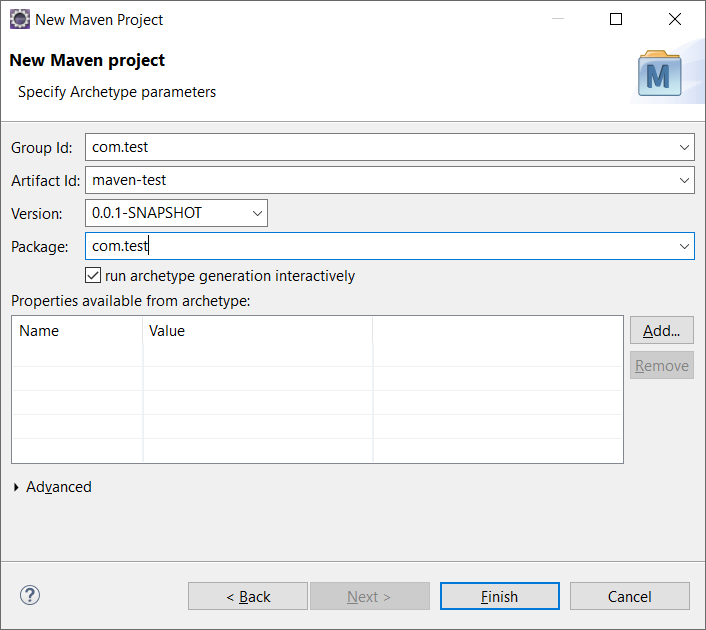 New Maven Project
New Maven project
Specify Archetype parameters
M
Group Id: com.test
Artifact Id: maven-test
Version: 0.0.1-SNAPSHOT
Package: com.test
run archetype generation interactively
Properties available from archetype:
Name Value
Add...
Remove
Advanced
? < Back Next > Finish Cancel